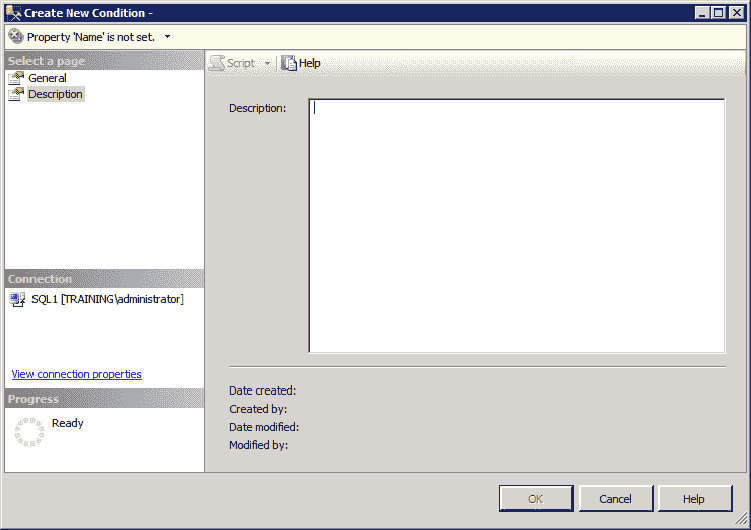 Create New Condition -
Property 'Name' is not set.
Select a page
General
Description
Script
Help
Description:
Connection
SQL1 [TRAINING\administrator]
View connection properties
Progress
Ready
Date created:
Created by:
Date modified:
Modified by:
OK
Cancel
Help